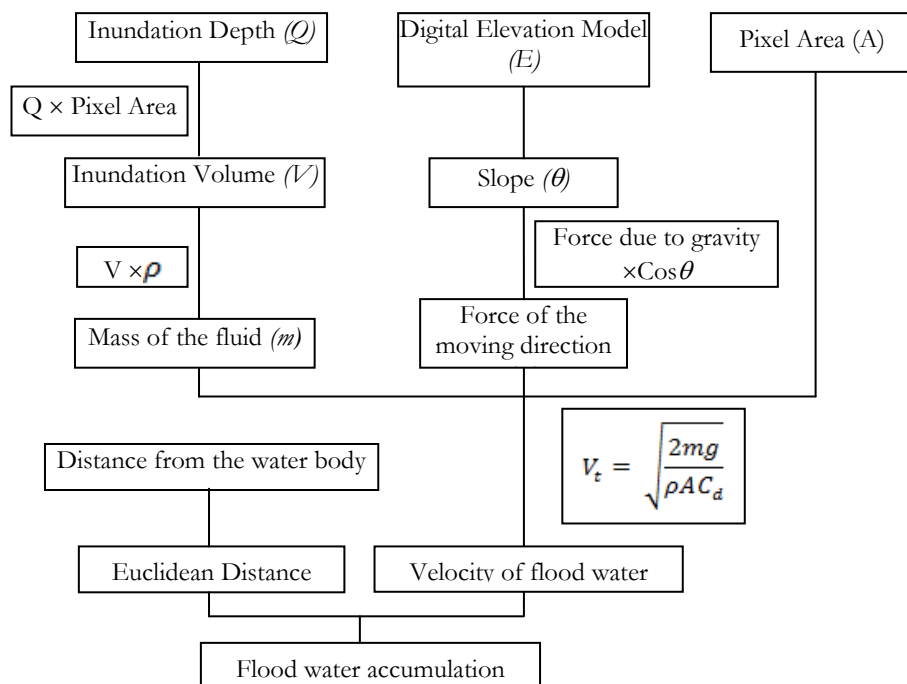 Inundation Depth (Q)
Digital Elevation Model
(E)
Pixel Area (A)
Q × Pixel Area
Inundation Volume (V)
Slope (θ)
Force due to gravity
×Cosθ
V ×ρ
Mass of the fluid (m)
Force of the
moving direction
Distance from the water body
V_t = √(2mg / ρAC_d)
Euclidean Distance
Velocity of flood water
Flood water accumulation